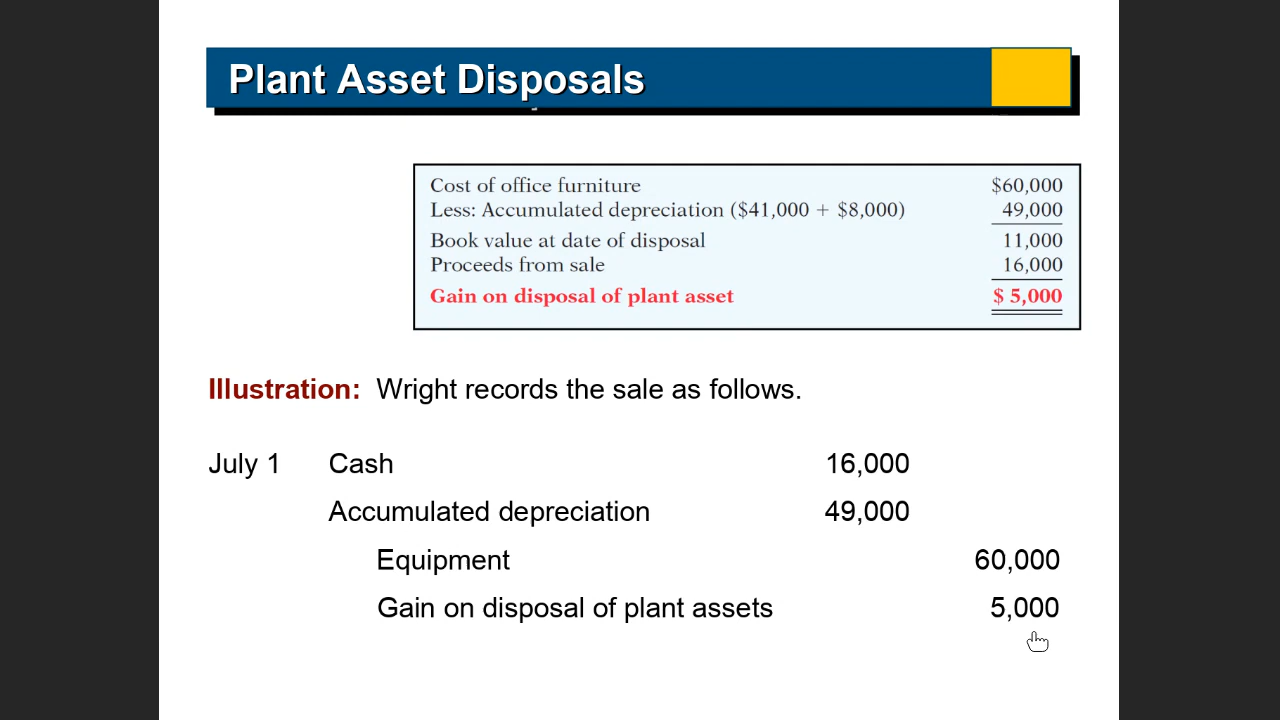 Plant Asset Disposals
Cost of office furniture $60,000
Less: Accumulated depreciation ($41,000 + $8,000) 49,000
Book value at date of disposal 11,000
Proceeds from sale 16,000
Gain on disposal of plant asset $ 5,000
Illustration: Wright records the sale as follows.
July 1 Cash 16,000
Accumulated depreciation 49,000
Equipment 60,000
Gain on disposal of plant assets 5,000